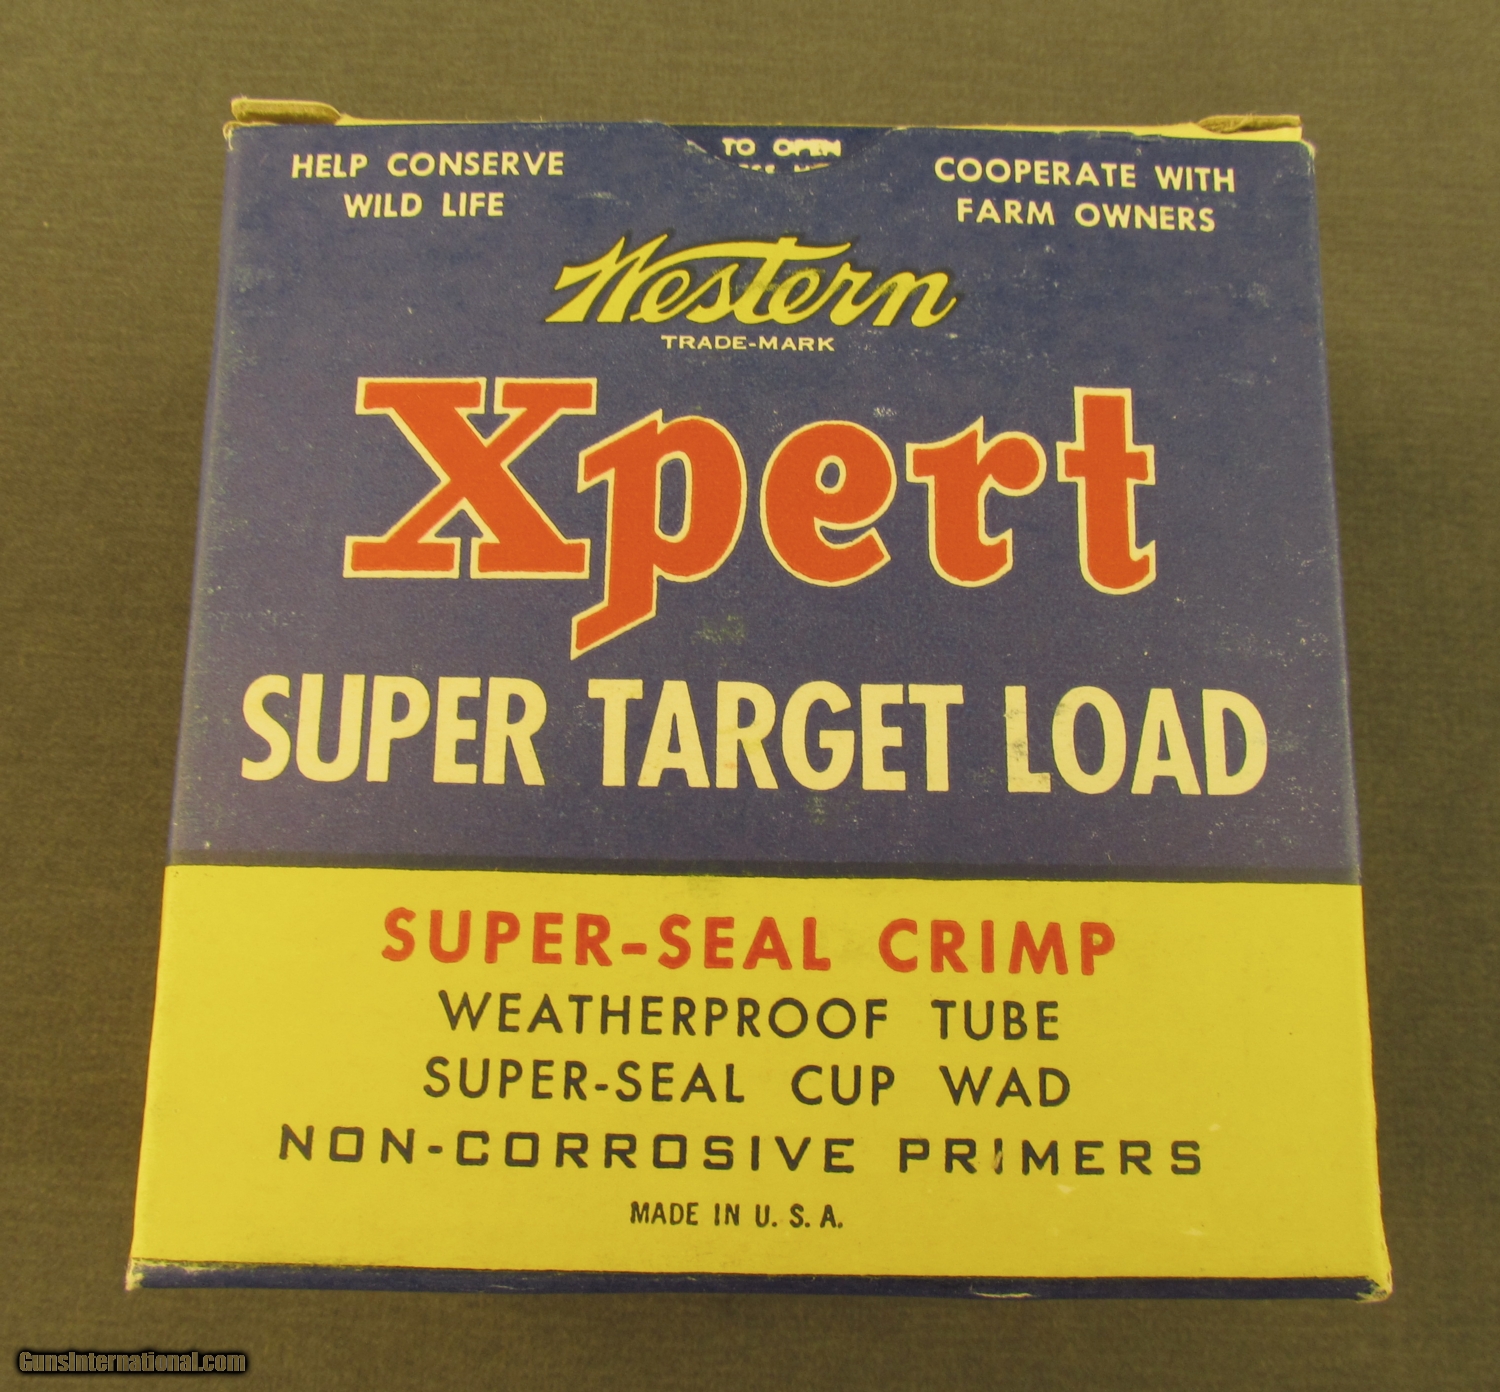 TO OPEN
HELP CONSERVE
WILD LIFE
COOPERATE WITH
FARM OWNERS
Western
TRADE-MARK
Xpert
SUPER TARGET LOAD
SUPER-SEAL CRIMP
WEATHERPROOF TUBE
SUPER-SEAL CUP WAD
NON-CORROSIVE PRIMERS
MADE IN U. S. A.
GunsInternational.com